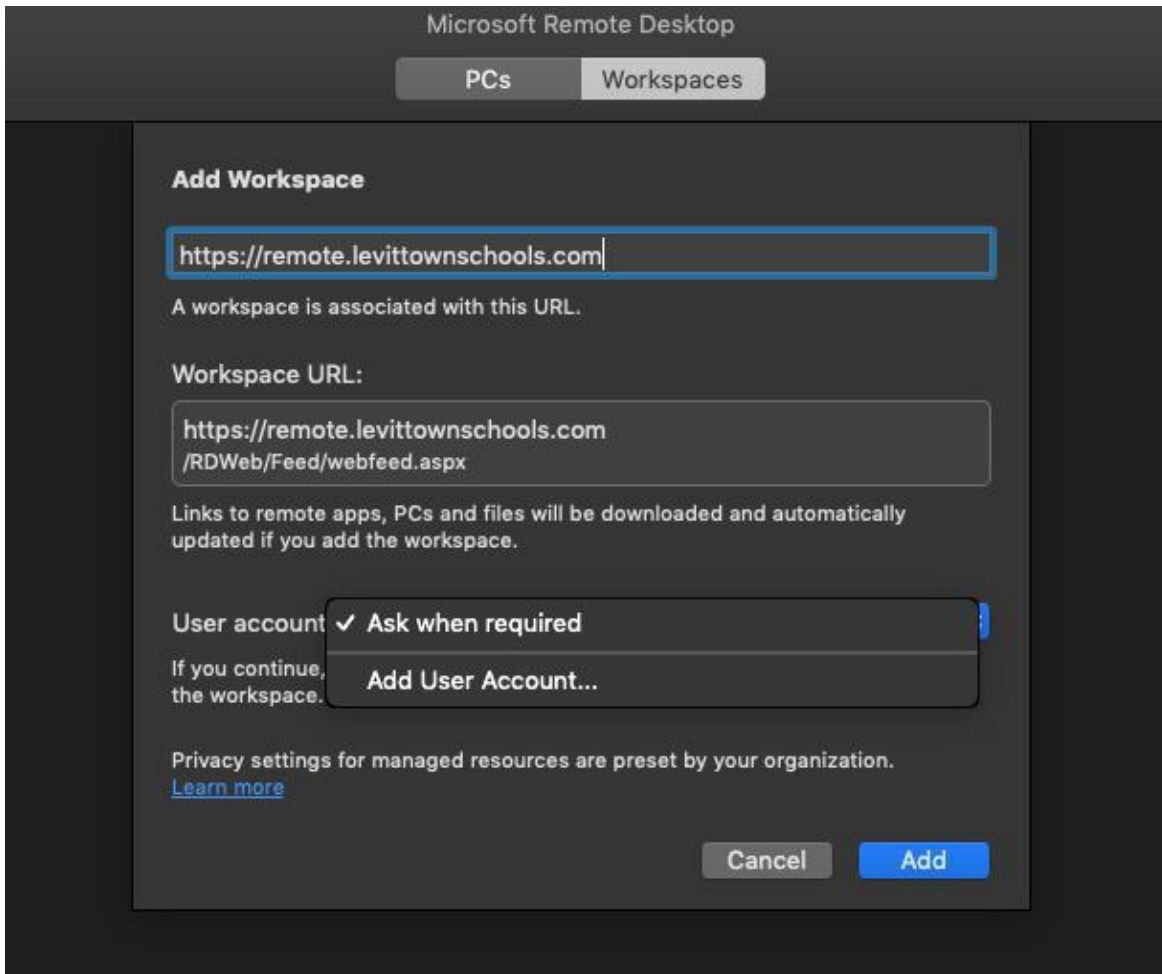 Microsoft Remote Desktop
PCs Workspaces
Add Workspace
https://remote.levittownschools.com
A workspace is associated with this URL.
Workspace URL:
https://remote.levittownschools.com
/RDWeb/Feed/webfeed.aspx
Links to remote apps, PCs and files will be downloaded and automatically
updated if you add the workspace.
User account ✓ Ask when required
If you continue,
Add User Account...
the workspace.
Privacy settings for managed resources are preset by your organization.
Learn more
Cancel Add